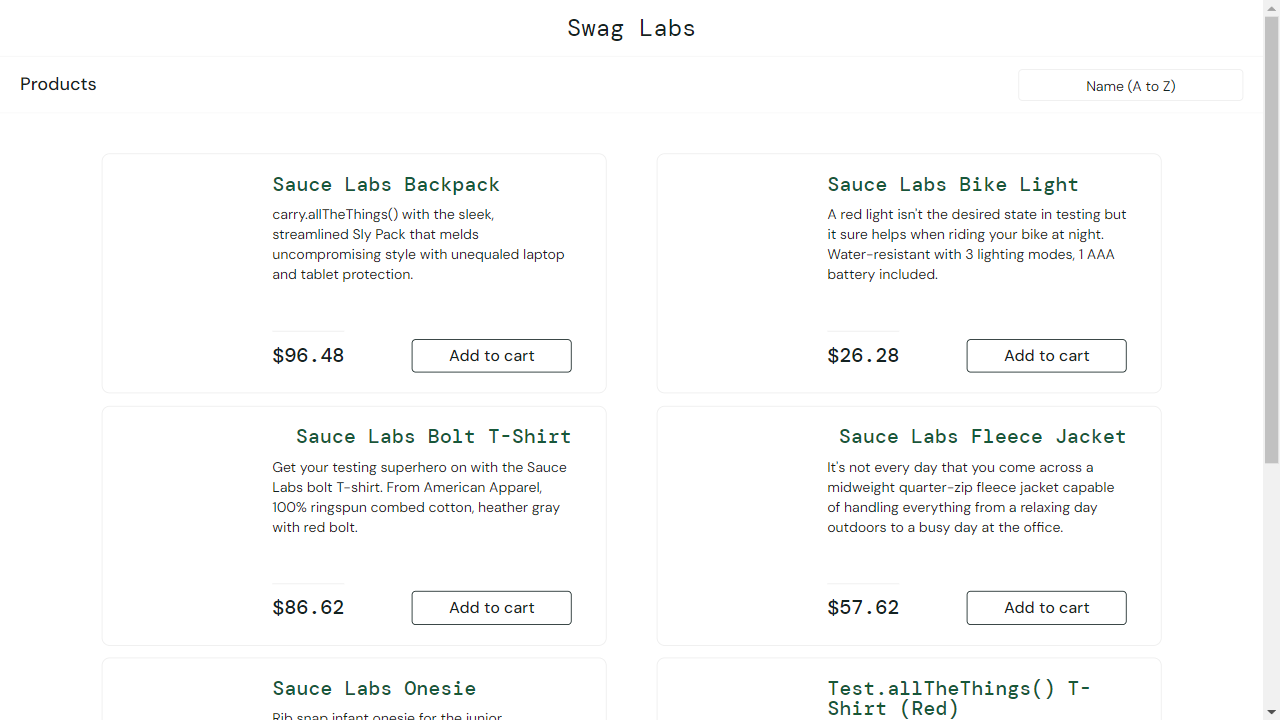 Swag Labs
Products
Name (A to Z)
Sauce Labs Backpack
carry.allTheThings() with the sleek,
streamlined Sly Pack that melds
uncompromising style with unequaled laptop
and tablet protection.
$96.48
Add to cart
Sauce Labs Bike Light
A red light isn't the desired state in testing but
it sure helps when riding your bike at night.
Water-resistant with 3 lighting modes, 1 AAA
battery included.
$26.28
Add to cart
Sauce Labs Bolt T-Shirt
Get your testing superhero on with the Sauce
Labs bolt T-shirt. From American Apparel,
100% ringspun combed cotton, heather gray
with red bolt.
$86.62
Add to cart
Sauce Labs Fleece Jacket
It's not every day that you come across a
midweight quarter-zip fleece jacket capable
of handling everything from a relaxing day
outdoors to a busy day at the office.
$57.62
Add to cart
Sauce Labs Onesie
Rib snap infant onesie for the junior
Test.allTheThings() T-
Shirt (Red)